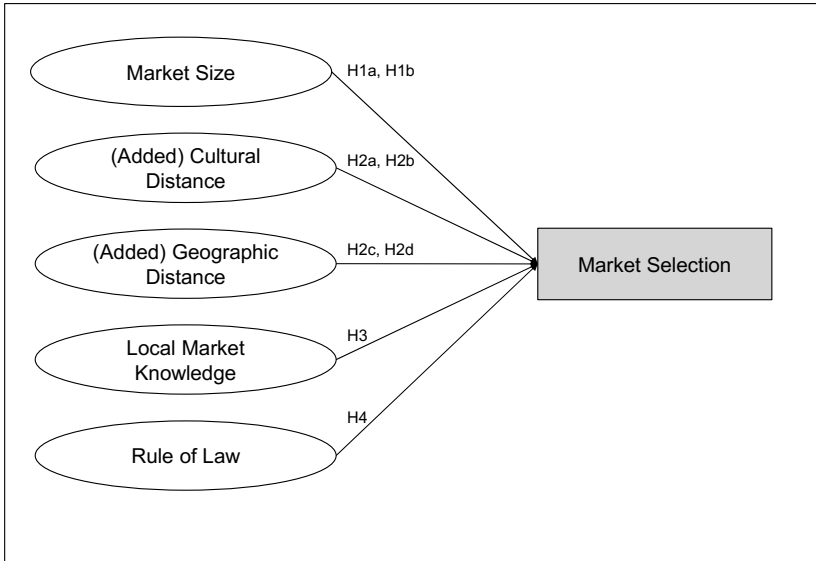 Market Size
H1a, H1b
(Added) Cultural
Distance
H2a, H2b
(Added) Geographic
Distance
H2c, H2d
Market Selection
Local Market
Knowledge
H3
Rule of Law
H4